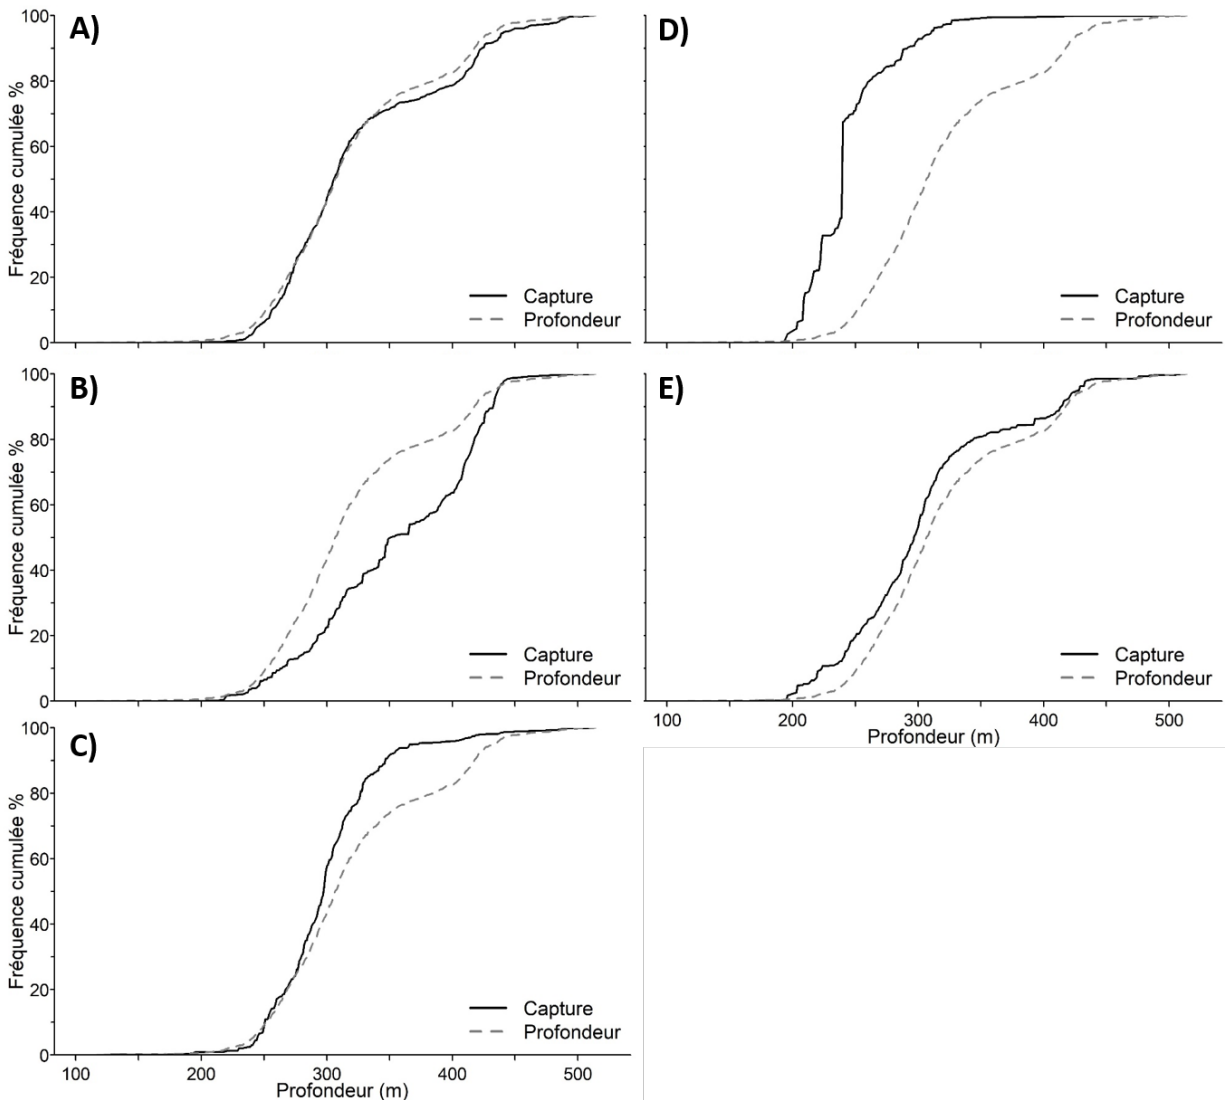 A)
Fréquence cumulée %
100
80
60
40
20
0
Capture
Profondeur
D)
Capture
Profondeur
100 200 300 400 500
Profondeur (m)
B)
Fréquence cumulée %
100
80
60
40
20
0
Capture
Profondeur
E)
Capture
Profondeur
C)
Fréquence cumulée %
100
80
60
40
20
0
Capture
Profondeur
100 200 300 400 500
Profondeur (m)